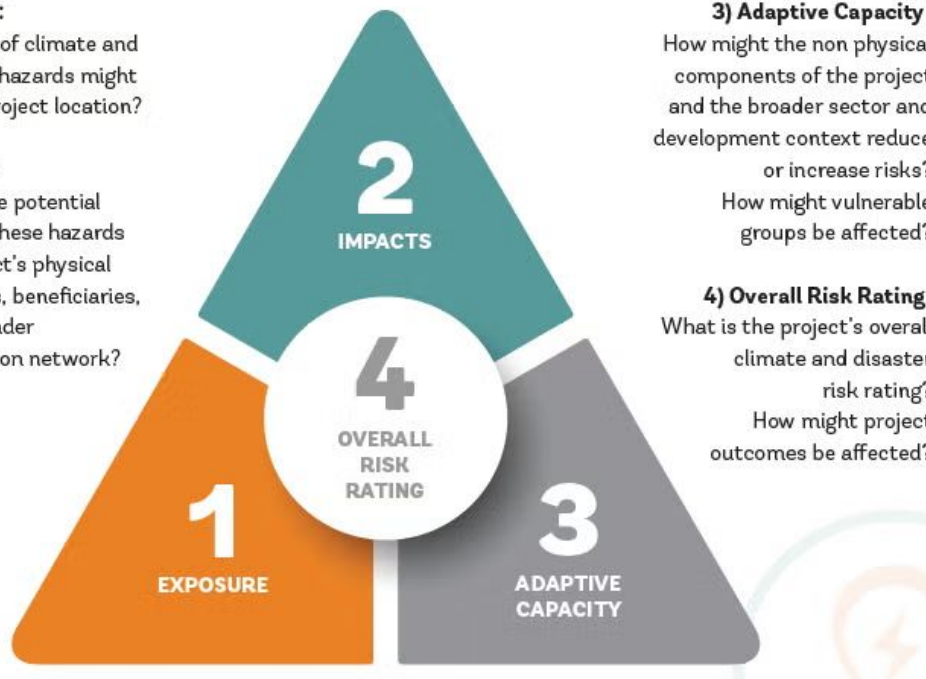 :
of climate and
hazards might
oject location?
:
e potential
hese hazards
ct's physical
s, beneficiaries,
ader
on network?
2
IMPACTS
1
EXPOSURE
4
OVERALL
RISK
RATING
3
ADAPTIVE
CAPACITY
3) Adaptive Capacity
How might the non physica
components of the project
and the broader sector and
development context reduce
or increase risks?
How might vulnerable
groups be affected?
4) Overall Risk Rating
What is the project's overal
climate and disaster
risk rating?
How might project
outcomes be affected?